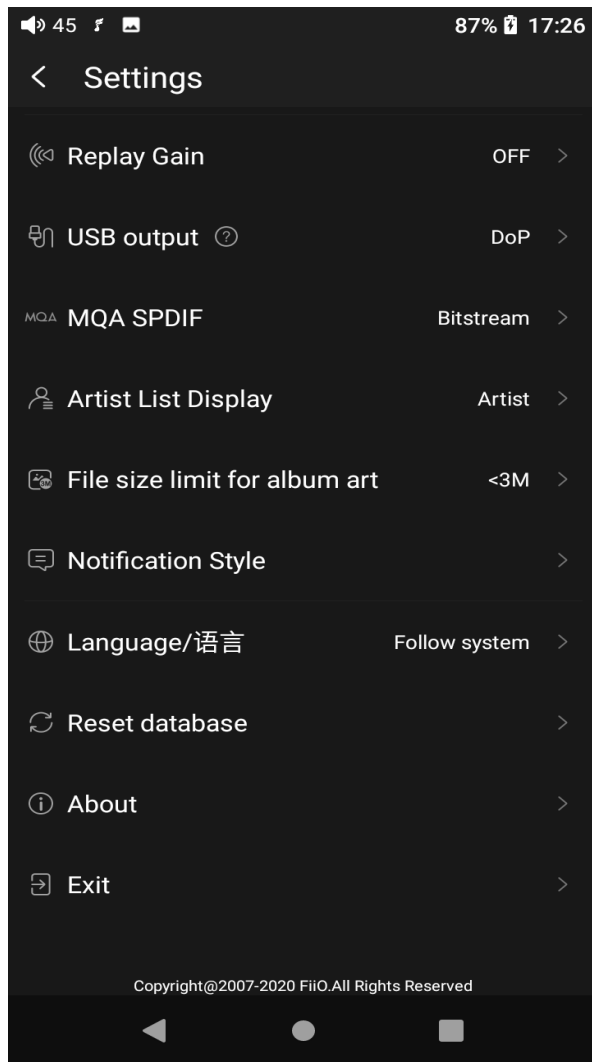 45 87% 17:26
Settings
Replay Gain OFF
USB output ? DoP
MQA MQA SPDIF Bitstream
Artist List Display Artist
3M File size limit for album art <3M
Notification Style
Language/语言 Follow system
Reset database
About
Exit
Copyright@2007-2020 FiiO.All Rights Reserved